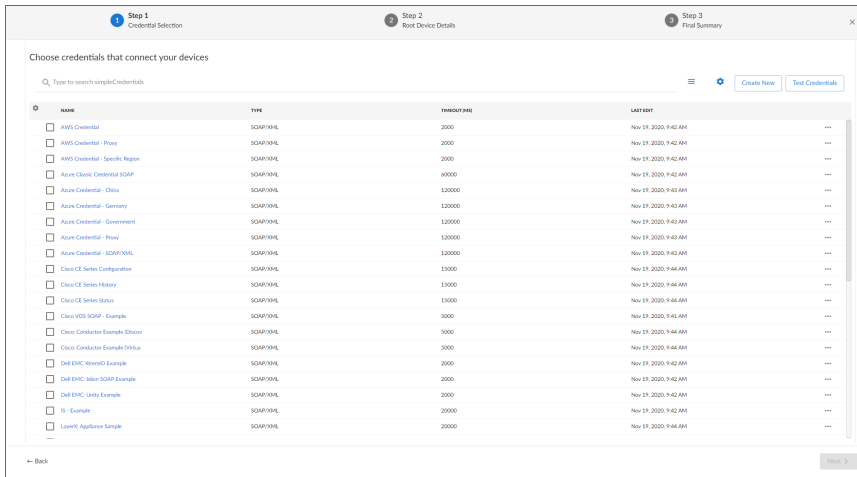 1
Step 1
Credential Selection
2
Step 2
Root Device Details
3
Step 3
Final Summary
Choose credentials that connect your devices
Type to search simpleCredentials
Create New
Test Credentials
NAME TYPE TIMEOUT (MS) LAST EDIT
AWS Credential SOAP/XML 2000 Nov 19, 2020, 9:42 AM
AWS Credential - Proxy SOAP/XML 2000 Nov 19, 2020, 9:42 AM
AWS Credential - Specific Region SOAP/XML 2000 Nov 19, 2020, 9:42 AM
Azure Classic Credential SOAP SOAP/XML 60000 Nov 19, 2020, 9:42 AM
Azure Credential - China SOAP/XML 120000 Nov 19, 2020, 9:43 AM
Azure Credential - Germany SOAP/XML 120000 Nov 19, 2020, 9:43 AM
Azure Credential - Government SOAP/XML 120000 Nov 19, 2020, 9:43 AM
Azure Credential - Proxy SOAP/XML 120000 Nov 19, 2020, 9:43 AM
Azure Credential - SOAP/XML SOAP/XML 120000 Nov 19, 2020, 9:43 AM
Cisco CE Series Configuration SOAP/XML 15000 Nov 19, 2020, 9:44 AM
Cisco CE Series History SOAP/XML 15000 Nov 19, 2020, 9:44 AM
Cisco CE Series Status SOAP/XML 15000 Nov 19, 2020, 9:44 AM
Cisco VOS SOAP - Example SOAP/XML 5000 Nov 19, 2020, 9:41 AM
Cisco: Conductor Example (Discov SOAP/XML 5000 Nov 19, 2020, 9:44 AM
Cisco: Conductor Example (Virtua SOAP/XML 5000 Nov 19, 2020, 9:44 AM
Dell EMC XtremIO Example SOAP/XML 2000 Nov 19, 2020, 9:42 AM
Dell EMC: Isilon SOAP Example SOAP/XML 2000 Nov 19, 2020, 9:42 AM
Dell EMC: Unity Example SOAP/XML 2000 Nov 19, 2020, 9:42 AM
IS - Example SOAP/XML 20000 Nov 19, 2020, 9:42 AM
LayerX: Appliance Sample SOAP/XML 20000 Nov 19, 2020, 9:44 AM
← Back
Next >